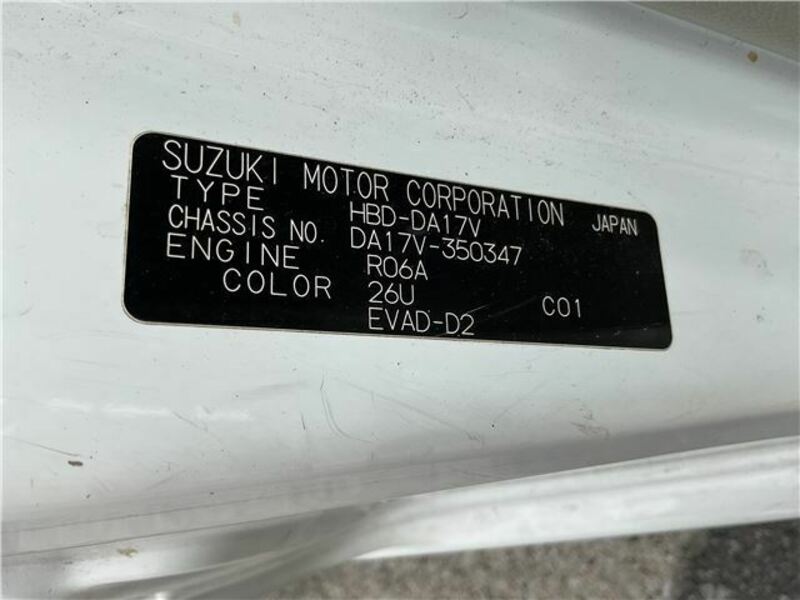 SUZUKI MOTOR CORPORATION JAPAN
TYPE HBD-DA17V
CHASSIS NO. DA17V-350347
ENGINE R06A
COLOR 26U C01
EVAD-D2